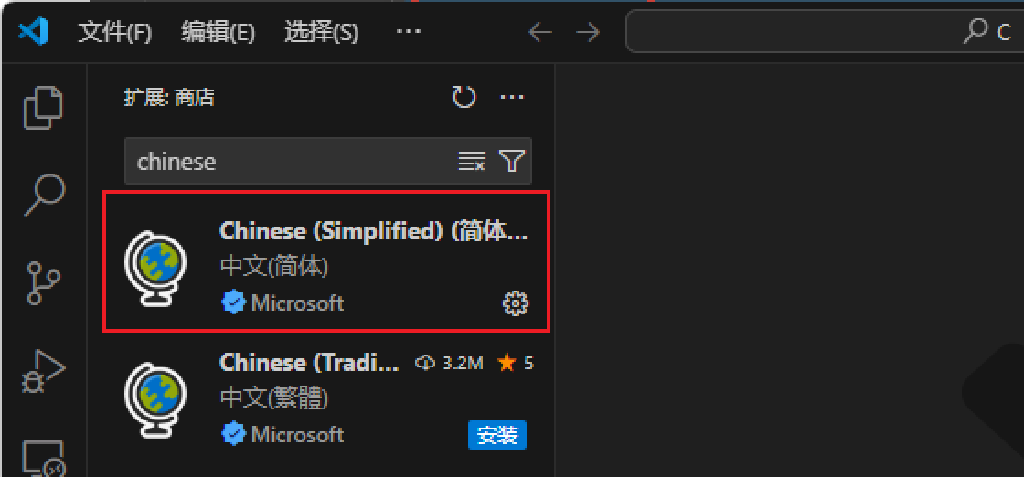 文件(F) 编辑(E) 选择(S) ··· C
扩展: 商店 ···
chinese
Chinese (Simplified) (简体...
中文(简体)
Microsoft
Chinese (Tradi... 3.2M 5
中文(繁體)
Microsoft 安装